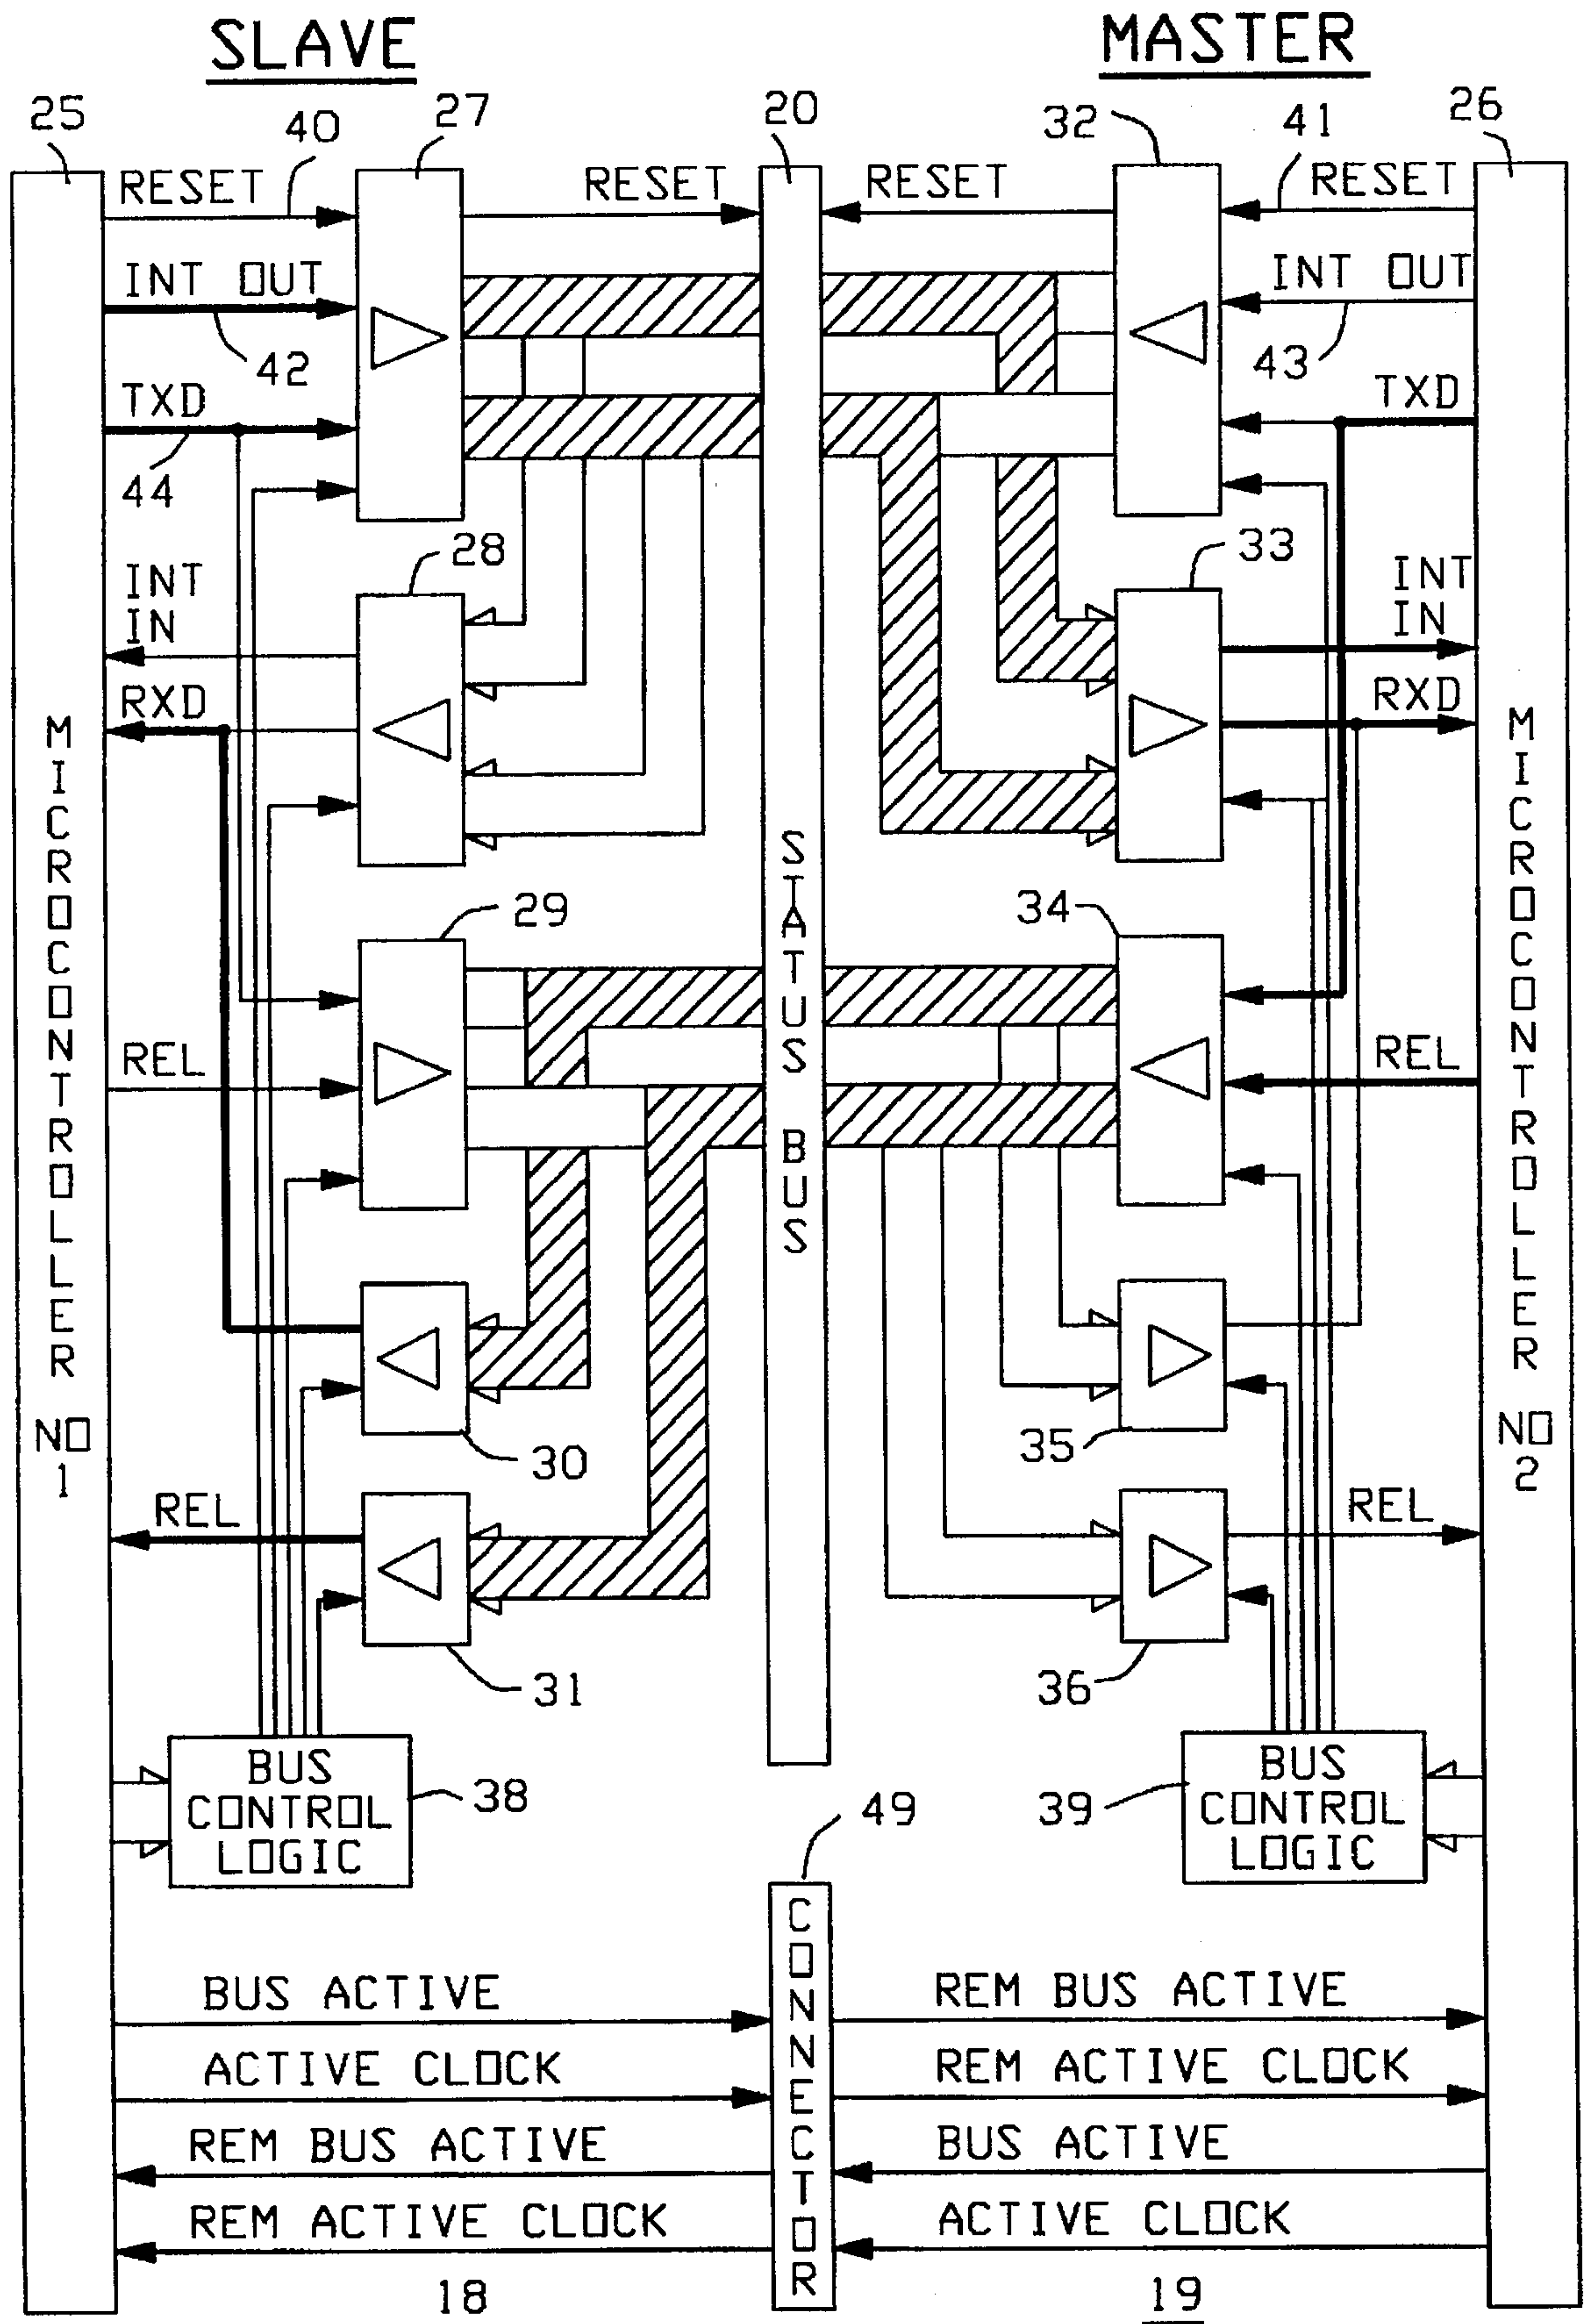 SLAVE
MASTER
25
40
27
20
32
41
26
RESET
RESET
RESET
RESET
INT OUT
INT OUT
42
43
TXD
TXD
44
28
33
INT
IN
INT
IN
RXD
RXD
MICROCONTROLLER NO 1
STATUS BUS
MICROCONTROLLER NO 2
29
34
REL
REL
30
35
REL
REL
31
36
BUS
CONTROL
LOGIC
38
49
39
BUS
CONTROL
LOGIC
CONNECTOR
BUS ACTIVE
REM BUS ACTIVE
ACTIVE CLOCK
REM ACTIVE CLOCK
REM BUS ACTIVE
BUS ACTIVE
REM ACTIVE CLOCK
ACTIVE CLOCK
18
19